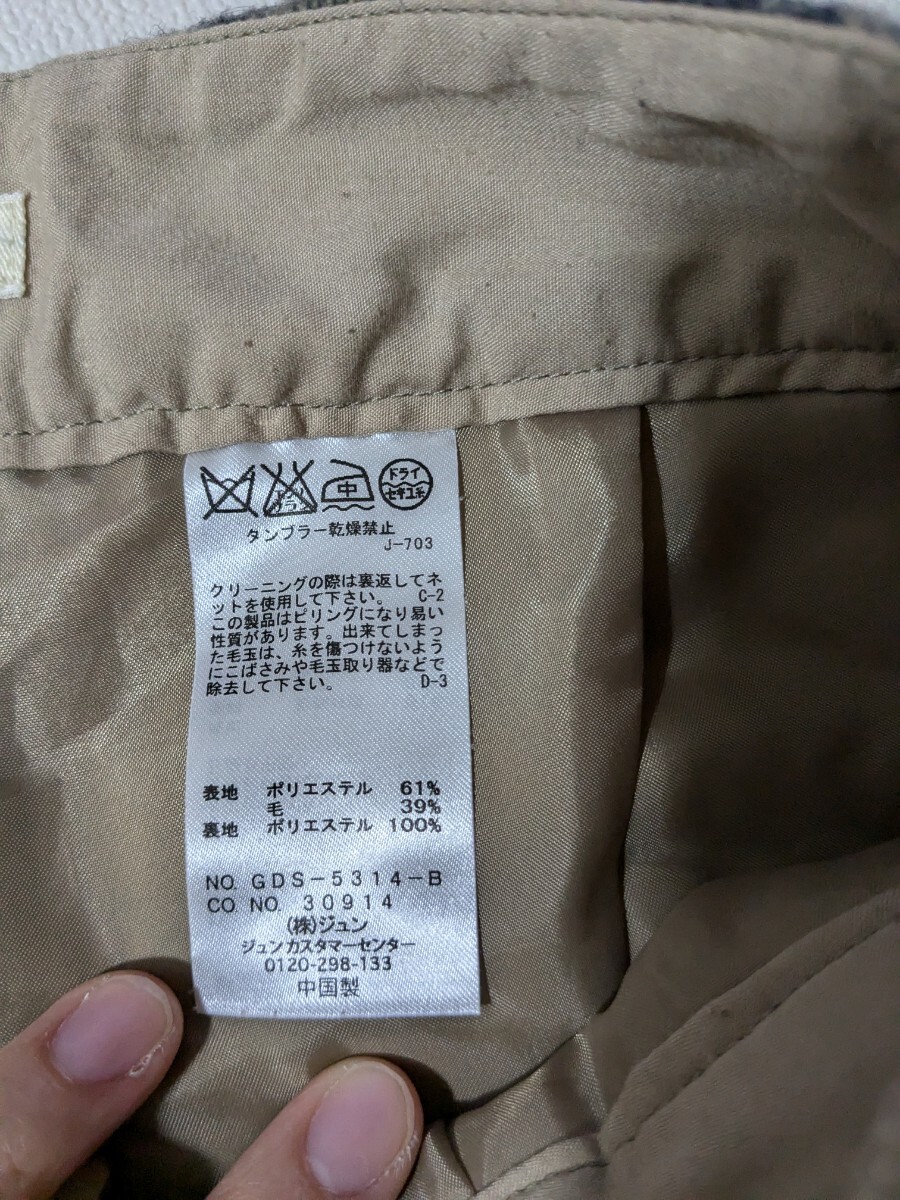 中
ドライ
セキユ系
タンブラー乾燥禁止
J-703
クリーニングの際は裏返してネ
ットを使用して下さい。 C-2
この製品はピリングになり易い
性質があります。出来てしまっ
た毛玉は、糸を傷つけないよう
にこばさみや毛玉取り器などで
除去して下さい。 D-3
表地 ポリエステル 61%
毛 39%
裏地 ポリエステル 100%
NO. GDS-5314-B
CO. NO. 30914
(株)ジュン
ジュンカスタマーセンター
0120-298-133
中国製